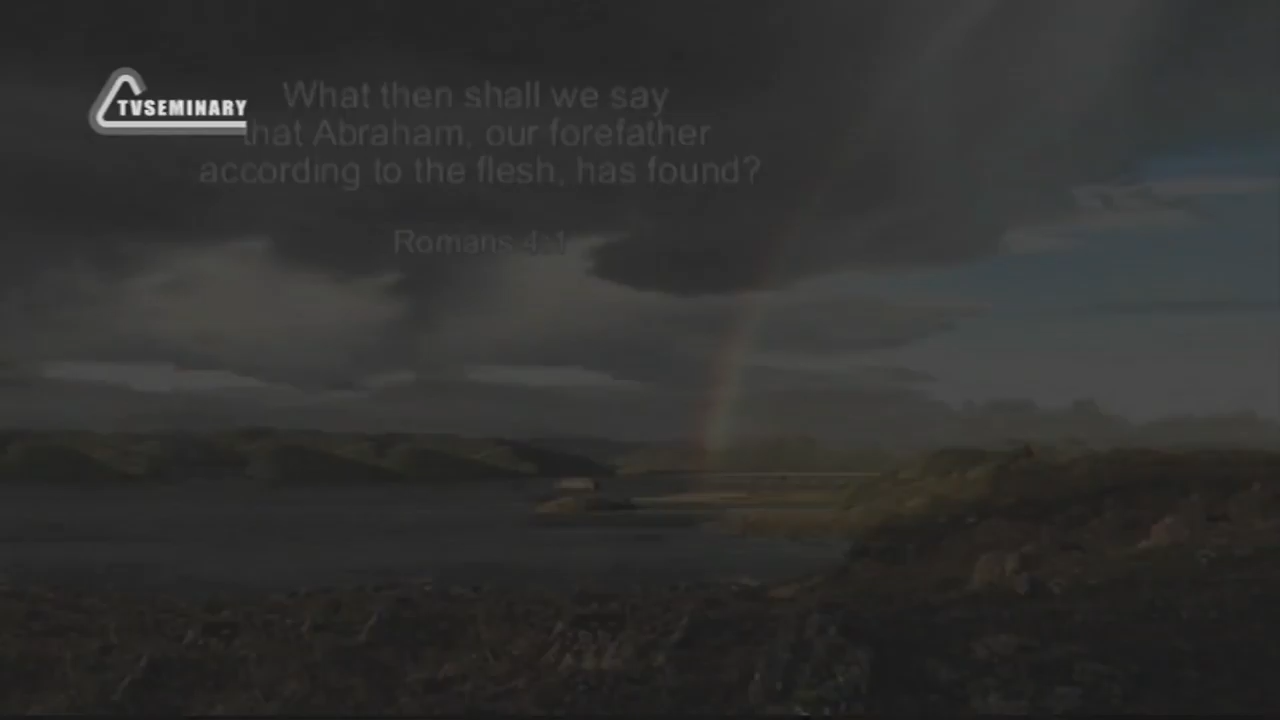 TVSEMINARY
What then shall we say
that Abraham, our forefather
according to the flesh, has found?
Romans 4:1